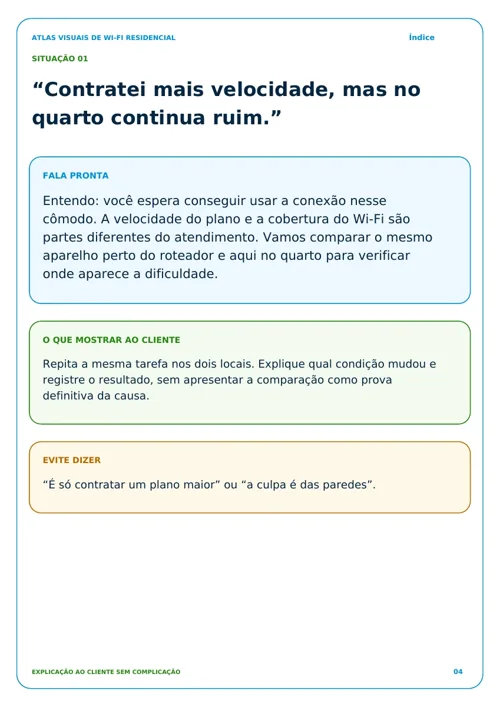 ATLAS VISUAIS DE WI-FI RESIDENCIAL
Índice
SITUAÇÃO 01
“Contratei mais velocidade, mas no
quarto continua ruim.”
FALA PRONTA
Entendo: você espera conseguir usar a conexão nesse
cômodo. A velocidade do plano e a cobertura do Wi-Fi são
partes diferentes do atendimento. Vamos comparar o mesmo
aparelho perto do roteador e aqui no quarto para verificar
onde aparece a dificuldade.
O QUE MOSTRAR AO CLIENTE
Repita a mesma tarefa nos dois locais. Explique qual condição mudou e
registre o resultado, sem apresentar a comparação como prova
definitiva da causa.
EVITE DIZER
“É só contratar um plano maior” ou “a culpa é das paredes”.
EXPLICAÇÃO AO CLIENTE SEM COMPLICAÇÃO
04